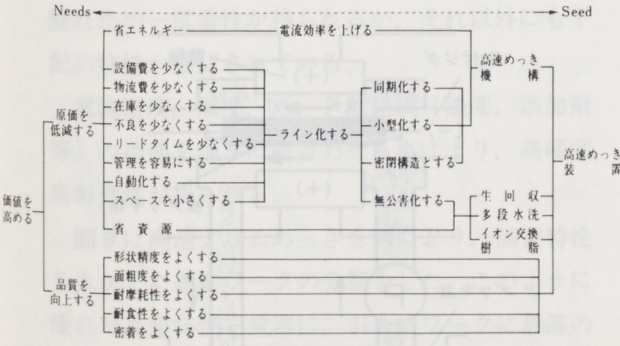 Needs
Seed
省エネルギー
電流効率を上げる
設備費を少なくする
物流費を少なくする
在庫を少なくする
不良を少なくする
リードタイムを少なくする
管理を容易にする
自動化する
スペースを小さくする
省資源
原価を
低減する
ライン化する
同期化する
小型化する
密閉構造とする
無公害化する
高速めっき
機構
高速めっき
装置
生回収
多段水洗
イオン交換
樹脂
価値を
高める
品質を
向上する
形状精度をよくする
面粗度をよくする
耐摩耗性をよくする
耐食性をよくする
密着をよくする